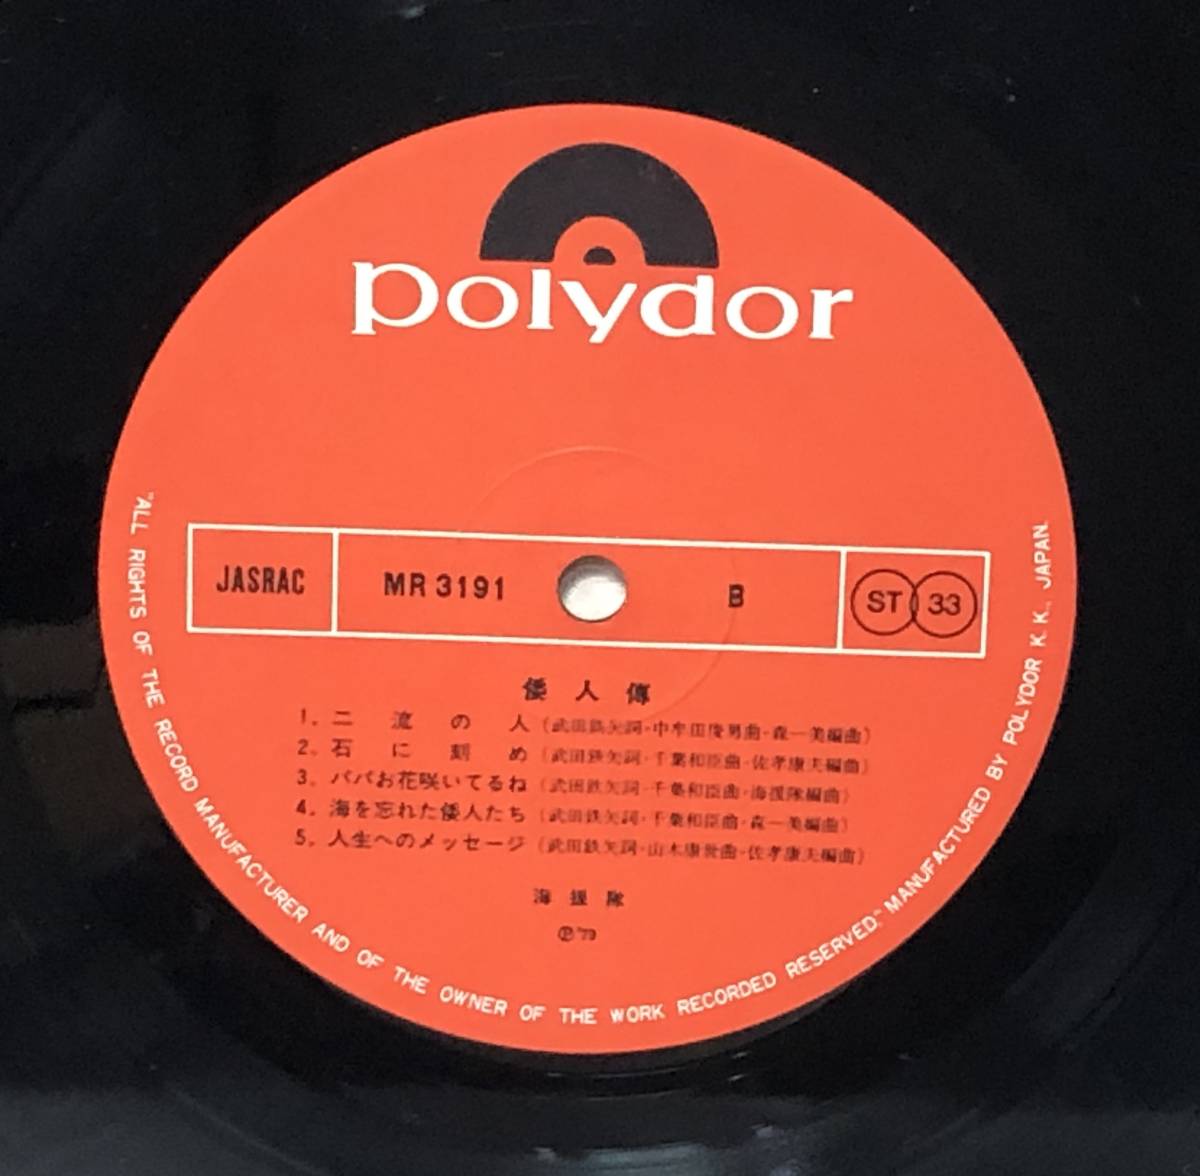 polydor
JASRAC MR 3191 B ST 33
倭人傳
1. 二流の人 (武田鉄矢詞・中牟田俊男曲・森一美編曲)
2. 石に刻め (武田鉄矢詞・千葉和臣曲・佐孝康夫編曲)
3. パパお花咲いてるね (武田鉄矢詞・千葉和臣曲・海援隊編曲)
4. 海を忘れた倭人たち (武田鉄矢詞・千葉和臣曲・森一美編曲)
5. 人生へのメッセージ (武田鉄矢詞・山木康世曲・佐孝康夫編曲)
海援隊
℗'79
"ALL RIGHTS OF THE RECORD MANUFACTURER AND OF THE OWNER OF THE WORK RECORDED RESERVED." MANUFACTURED BY POLYDOR K. K., JAPAN.